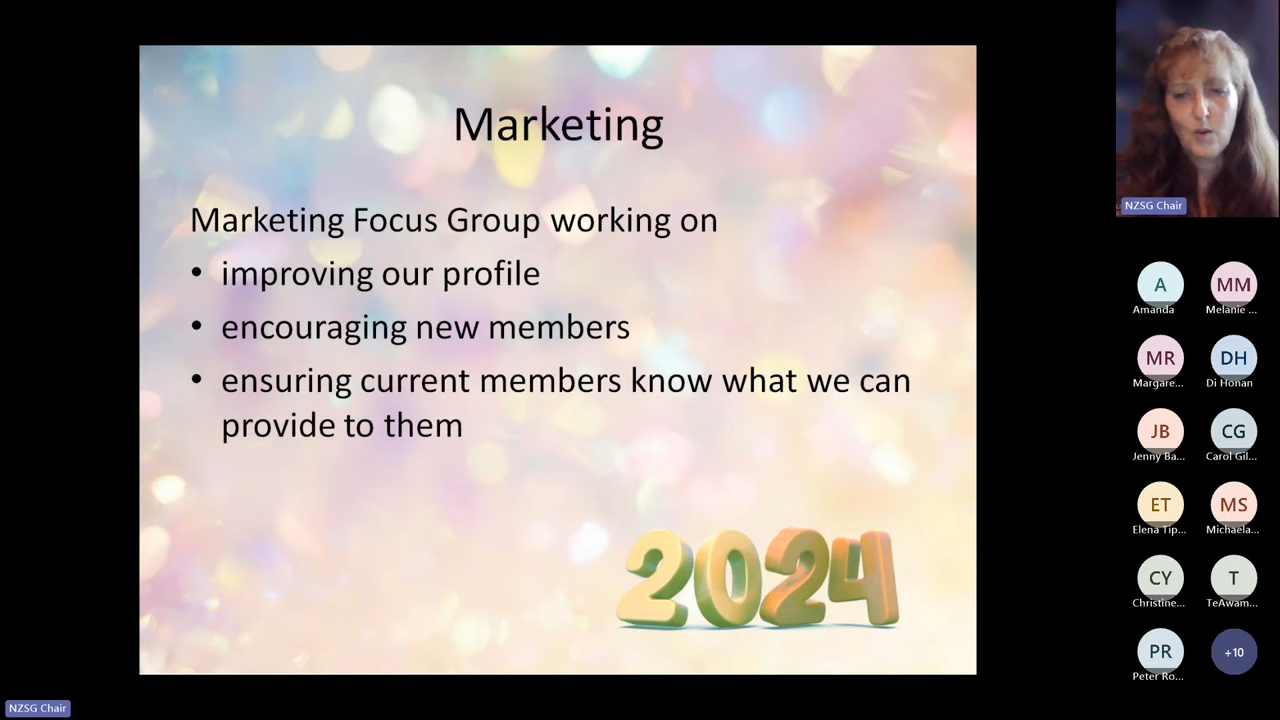 Marketing
Marketing Focus Group working on
• improving our profile
• encouraging new members
• ensuring current members know what we can
provide to them
2024
NZSG Chair
A
MM
Amanda
Melanie ...
MR
DH
Margare...
Di Honan
JB
CG
Jenny Ba...
Carol Gil...
ET
MS
Elena Tip...
Michaela...
CY
T
Christine...
TeAwam...
PR
+10
Peter Ro...
NZSG Chair